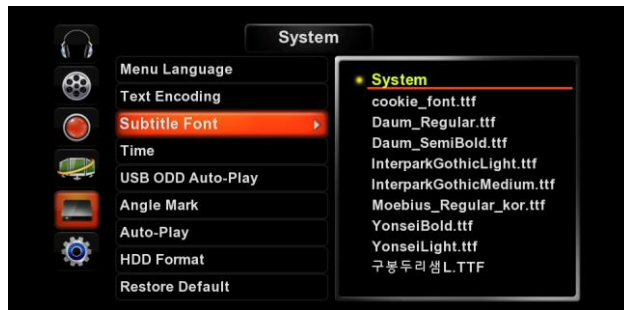 System
Menu Language
Text Encoding
Subtitle Font
Time
USB ODD Auto-Play
Angle Mark
Auto-Play
HDD Format
Restore Default
System
cookie_font.ttf
Daum_Regular.ttf
Daum_SemiBold.ttf
InterparkGothicLight.ttf
InterparkGothicMedium.ttf
Moebius_Regular_kor.ttf
YonseiBold.ttf
YonseiLight.ttf
구봉두리샘L.TTF